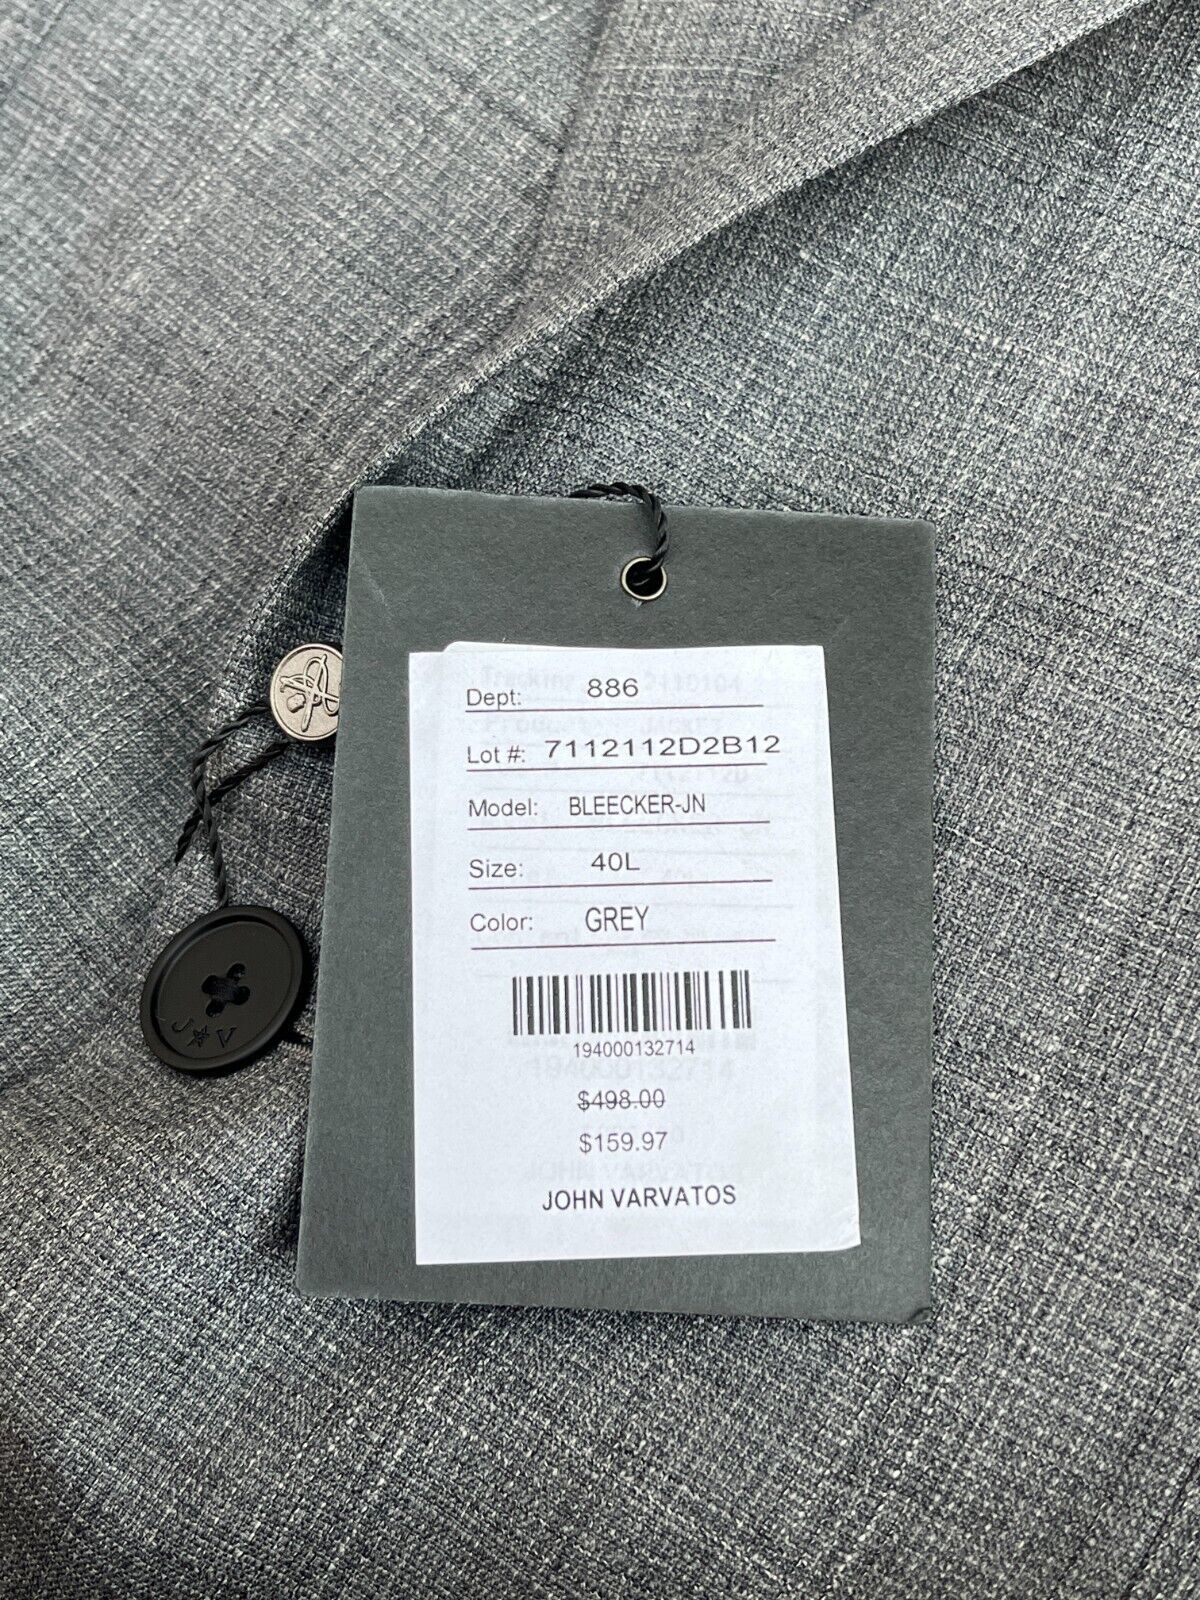 Dept: 886
Lot #: 7112112D2B12
Model: BLEECKER-JN
Size: 40L
Color: GREY
194000132714
$498.00
$159.97
JOHN VARVATOS
J★V